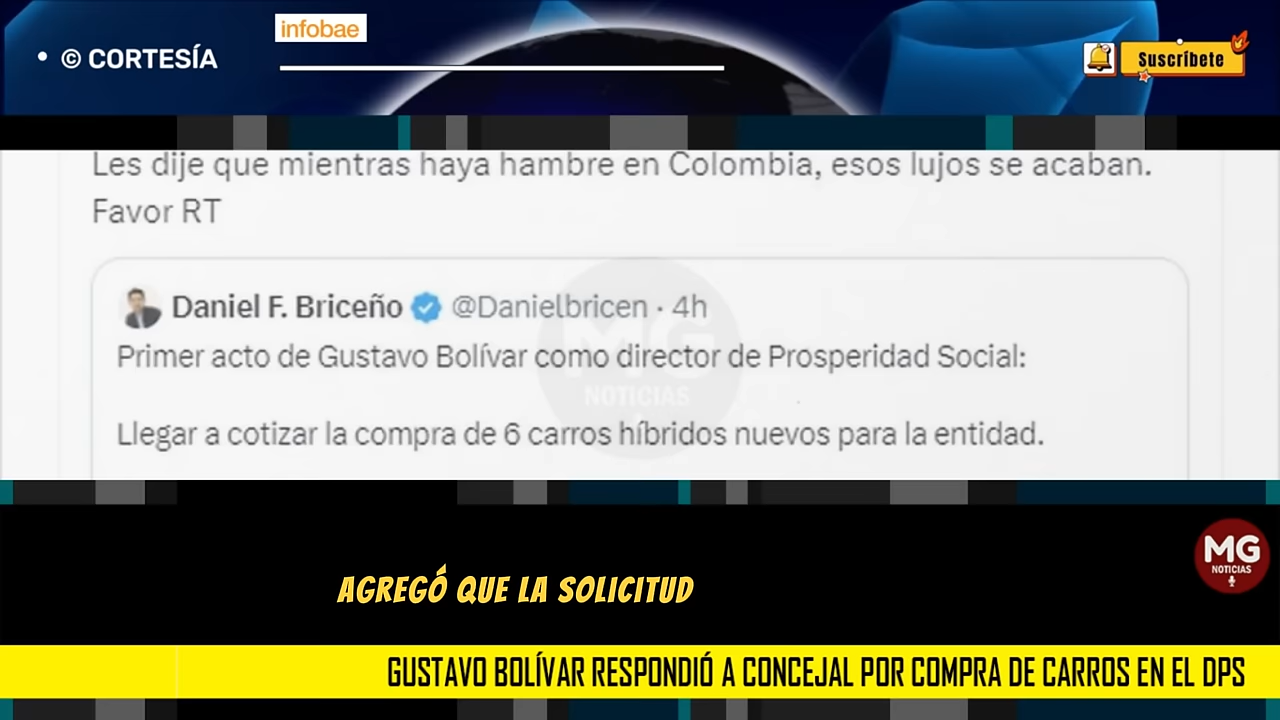 infobae
• © CORTESÍA
Suscríbete
Les dije que mientras haya hambre en Colombia, esos lujos se acaban.
Favor RT
Daniel F. Briceño @Danielbricen · 4h
Primer acto de Gustavo Bolívar como director de Prosperidad Social:
MG
NOTICIAS
Llegar a cotizar la compra de 6 carros híbridos nuevos para la entidad.
MG
NOTICIAS
AGREGÓ QUE LA SOLICITUD
GUSTAVO BOLÍVAR RESPONDIÓ A CONCEJAL POR COMPRA DE CARROS EN EL DPS